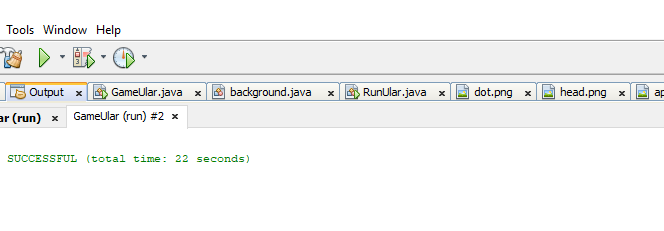 Tools Window Help
Output GameUlar.java background.java RunUlar.java dot.png head.png
(run) GameUlar (run) #2
SUCCESSFUL (total time: 22 seconds)